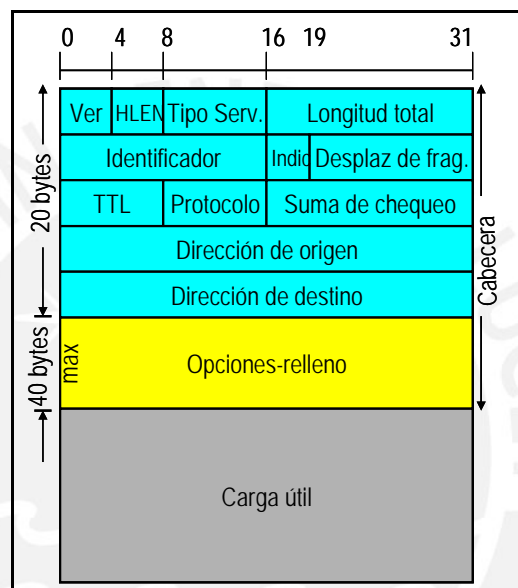 0 4 8 16 19 31
Ver HLEN Tipo Serv. Longitud total
Identificador Indic Desplaz de frag.
TTL Protocolo Suma de chequeo
Dirección de origen
Dirección de destino
Opciones-relleno
Carga útil
20 bytes
40 bytes
max
Cabecera